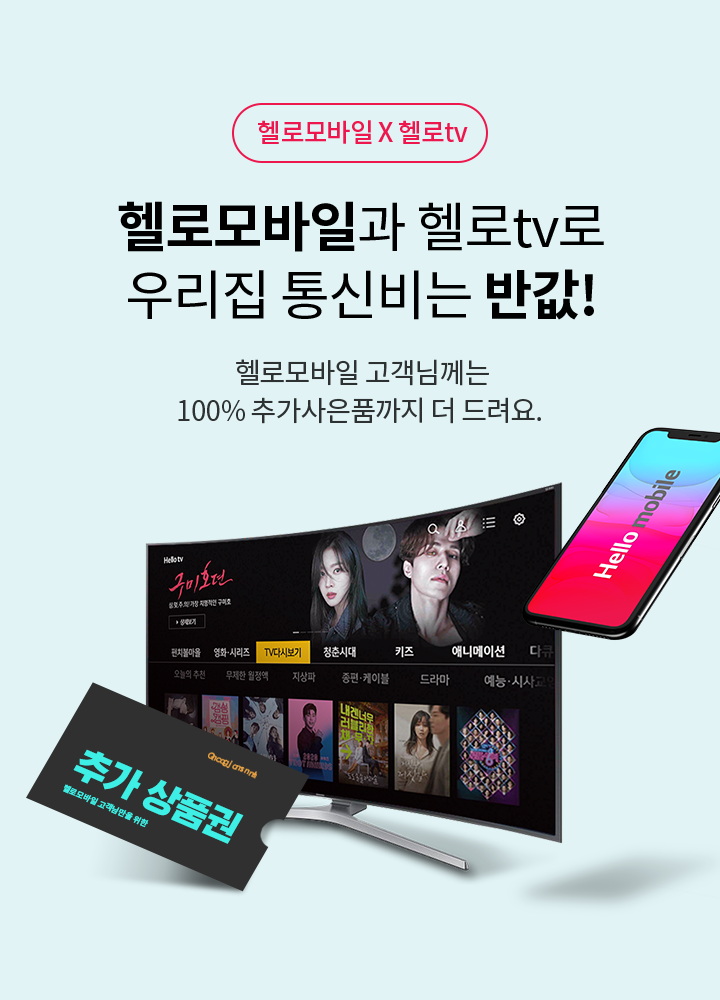 헬로모바일 X 헬로tv
헬로모바일과 헬로tv로
우리집 통신비는 반값!
헬로모바일 고객님께는
100% 추가사은품까지 더 드려요.
Hello mobile
Hello tv
구미호뎐
상세보기
펀치볼마을 영화·시리즈 TV다시보기 청춘시대 키즈 애니메이션 다큐
오늘의 추천 무제한 월정액 지상파 종편·케이블 드라마 예능·시사교양
추가 상품권
헬로모바일 고객님만을 위한